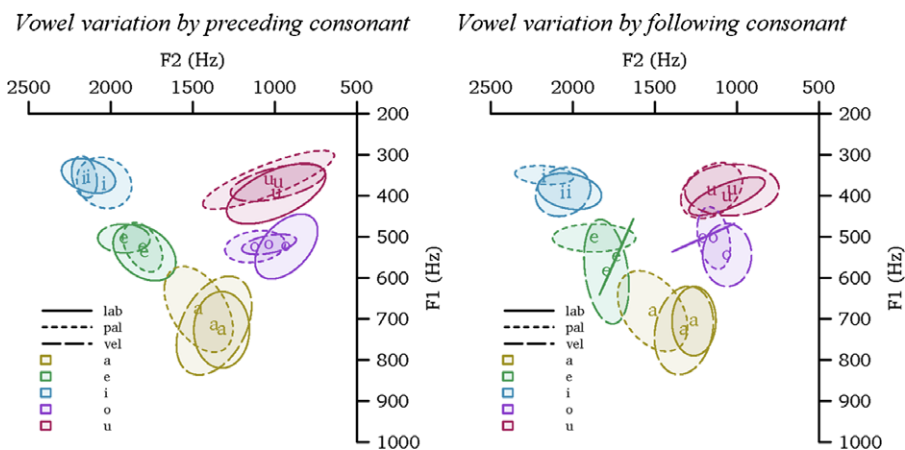 Vowel variation by preceding consonant
F2 (Hz)
2500 2000 1500 1000 500
200
300
400
500
600
700
800
900
1000
F1 (Hz)
i i i
u u u
e e e
o o o
a a a
lab
pal
vel
a
e
i
o
u
Vowel variation by following consonant
F2 (Hz)
2500 2000 1500 1000 500
200
300
400
500
600
700
800
900
1000
F1 (Hz)
i i i
u u u
e e e
o o o
a a a
lab
pal
vel
a
e
i
o
u